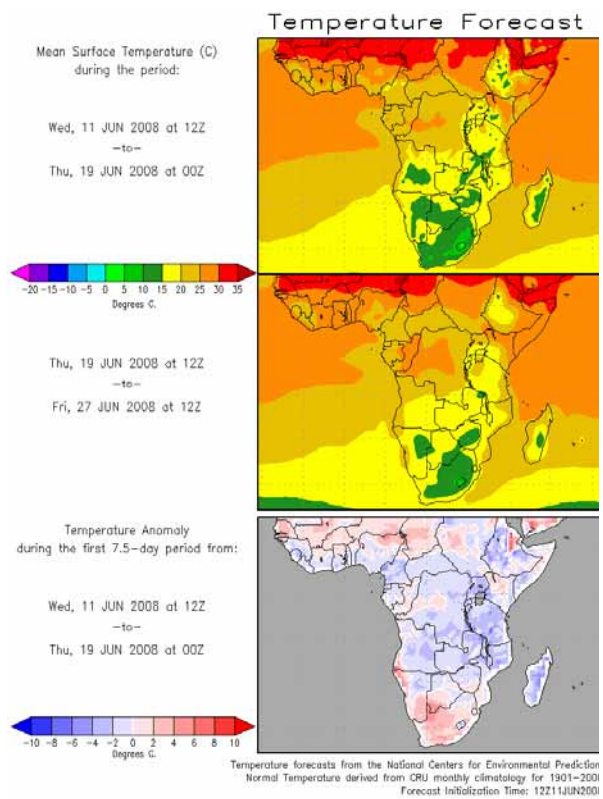 Temperature Forecast
Mean Surface Temperature (C)
during the period:
Wed, 11 JUN 2008 at 12Z
-to-
Thu, 19 JUN 2008 at 00Z
-20 -15 -10 -5 0 5 10 15 20 25 30 35
Degrees C.
Thu, 19 JUN 2008 at 12Z
-to-
Fri, 27 JUN 2008 at 12Z
Temperature Anomaly
during the first 7.5-day period from:
Wed, 11 JUN 2008 at 12Z
-to-
Thu, 19 JUN 2008 at 00Z
-10 -8 -6 -4 -2 0 2 4 6 8 10
Degrees C.
Temperature forecasts from the National Centers for Environmental Prediction
Normal Temperature derived from CRU monthly climatology for 1901-200
Forecast Initialization Time: 12Z11JUN2008